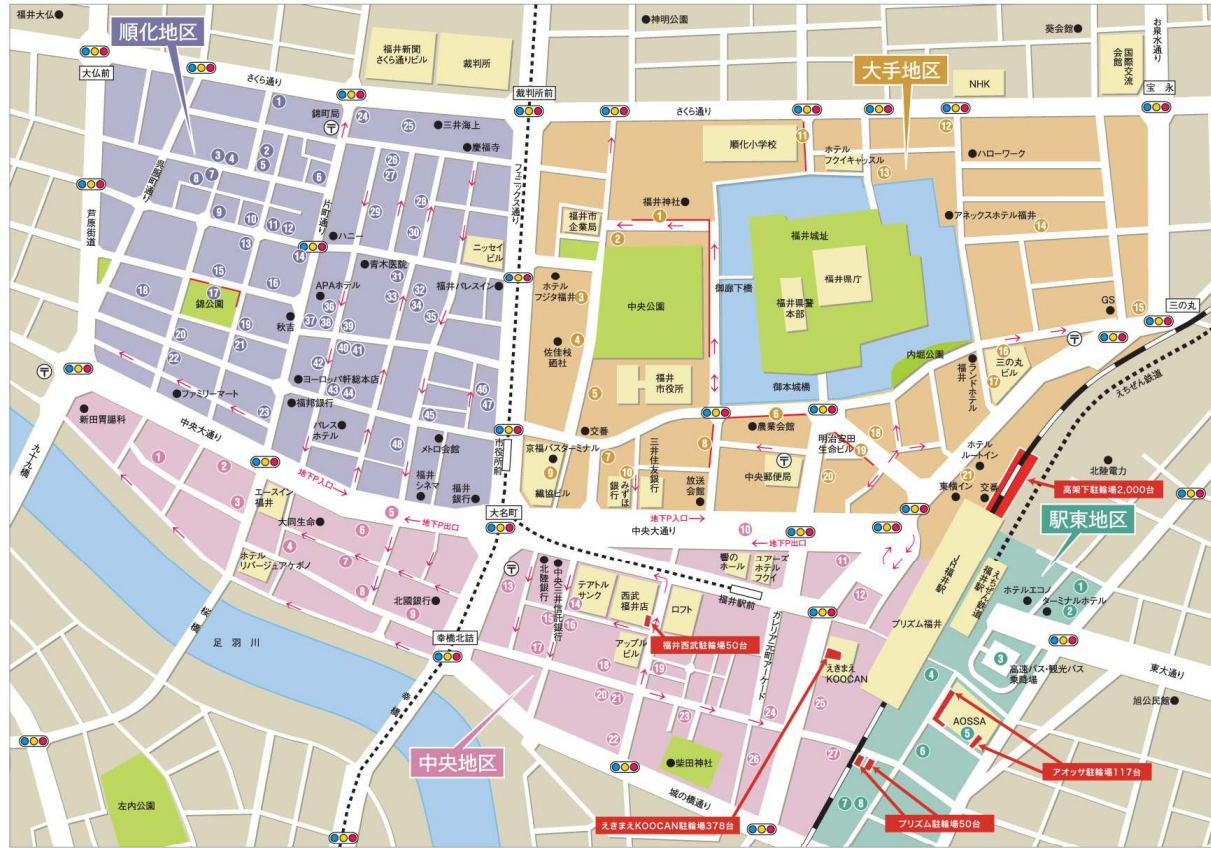 福井大仏
大仏前
順化地区
さくら通り
福井新聞
さくら通りビル
裁判所
裁判所前
神明公園
大手地区
さくら通り
NHK
葵会館
国際交流
会館
お泉水通り
宝永
錦町局
三井海上
慶福寺
呉服町通り
芦原街道
片町通り
フェニックス通り
ハニー
青木医院
APAホテル
福井パレスイン
ニッセイ
ビル
錦公園
秋吉
ヨーロッパ軒総本店
福邦銀行
ファミリーマート
パレス
ホテル
メトロ会館
福井
シネマ
福井
銀行
市役所前
順化小学校
ホテル
フクイキャッスル
ハローワーク
福井神社
福井市
企業局
アネックスホテル福井
福井城址
福井県庁
福井県警
本部
御廊下橋
中央公園
ホテル
フジタ福井
佐佳枝
廼社
福井
市役所
御本城橋
内堀公園
GS
三の丸
三の丸
ビル
ランドホテル
福井
えちぜん鉄道
交番
京福バスターミナル
繊協ビル
みずほ
銀行
三井住友
銀行
放送
会館
農業会館
中央郵便局
明治安田
生命ビル
ホテル
ルートイン
東横イン
交番
北陸電力
高架下駐輪場2,000台
駅東地区
新田胃腸科
中央大通り
地下P入口
九十九橋
エースイン
福井
大同生命
ホテル
リバージュアケボノ
北國銀行
地下P出口
大名町
中央大通り
地下P入口
地下P出口
幸橋北詰
桜橋
足羽川
幸橋
左内公園
北陸銀行
中央三井信託銀行
テアトル
サンク
西武
福井店
アップル
ビル
ロフト
響の
ホール
ユアーズ
ホテル
フクイ
福井駅前
ガレリア元町アーケード
福井西武駐輪場50台
えきまえ
KOOCAN
JR福井駅
えちぜん鉄道
福井駅
プリズム福井
ホテルエコノ
ターミナルホテル
高速バス・観光バス
乗降場
東大通り
旭公民館
AOSSA
アオッサ駐輪場117台
プリズム駐輪場50台
えきまえKOOCAN駐輪場378台
柴田神社
城の橋通り
中央地区